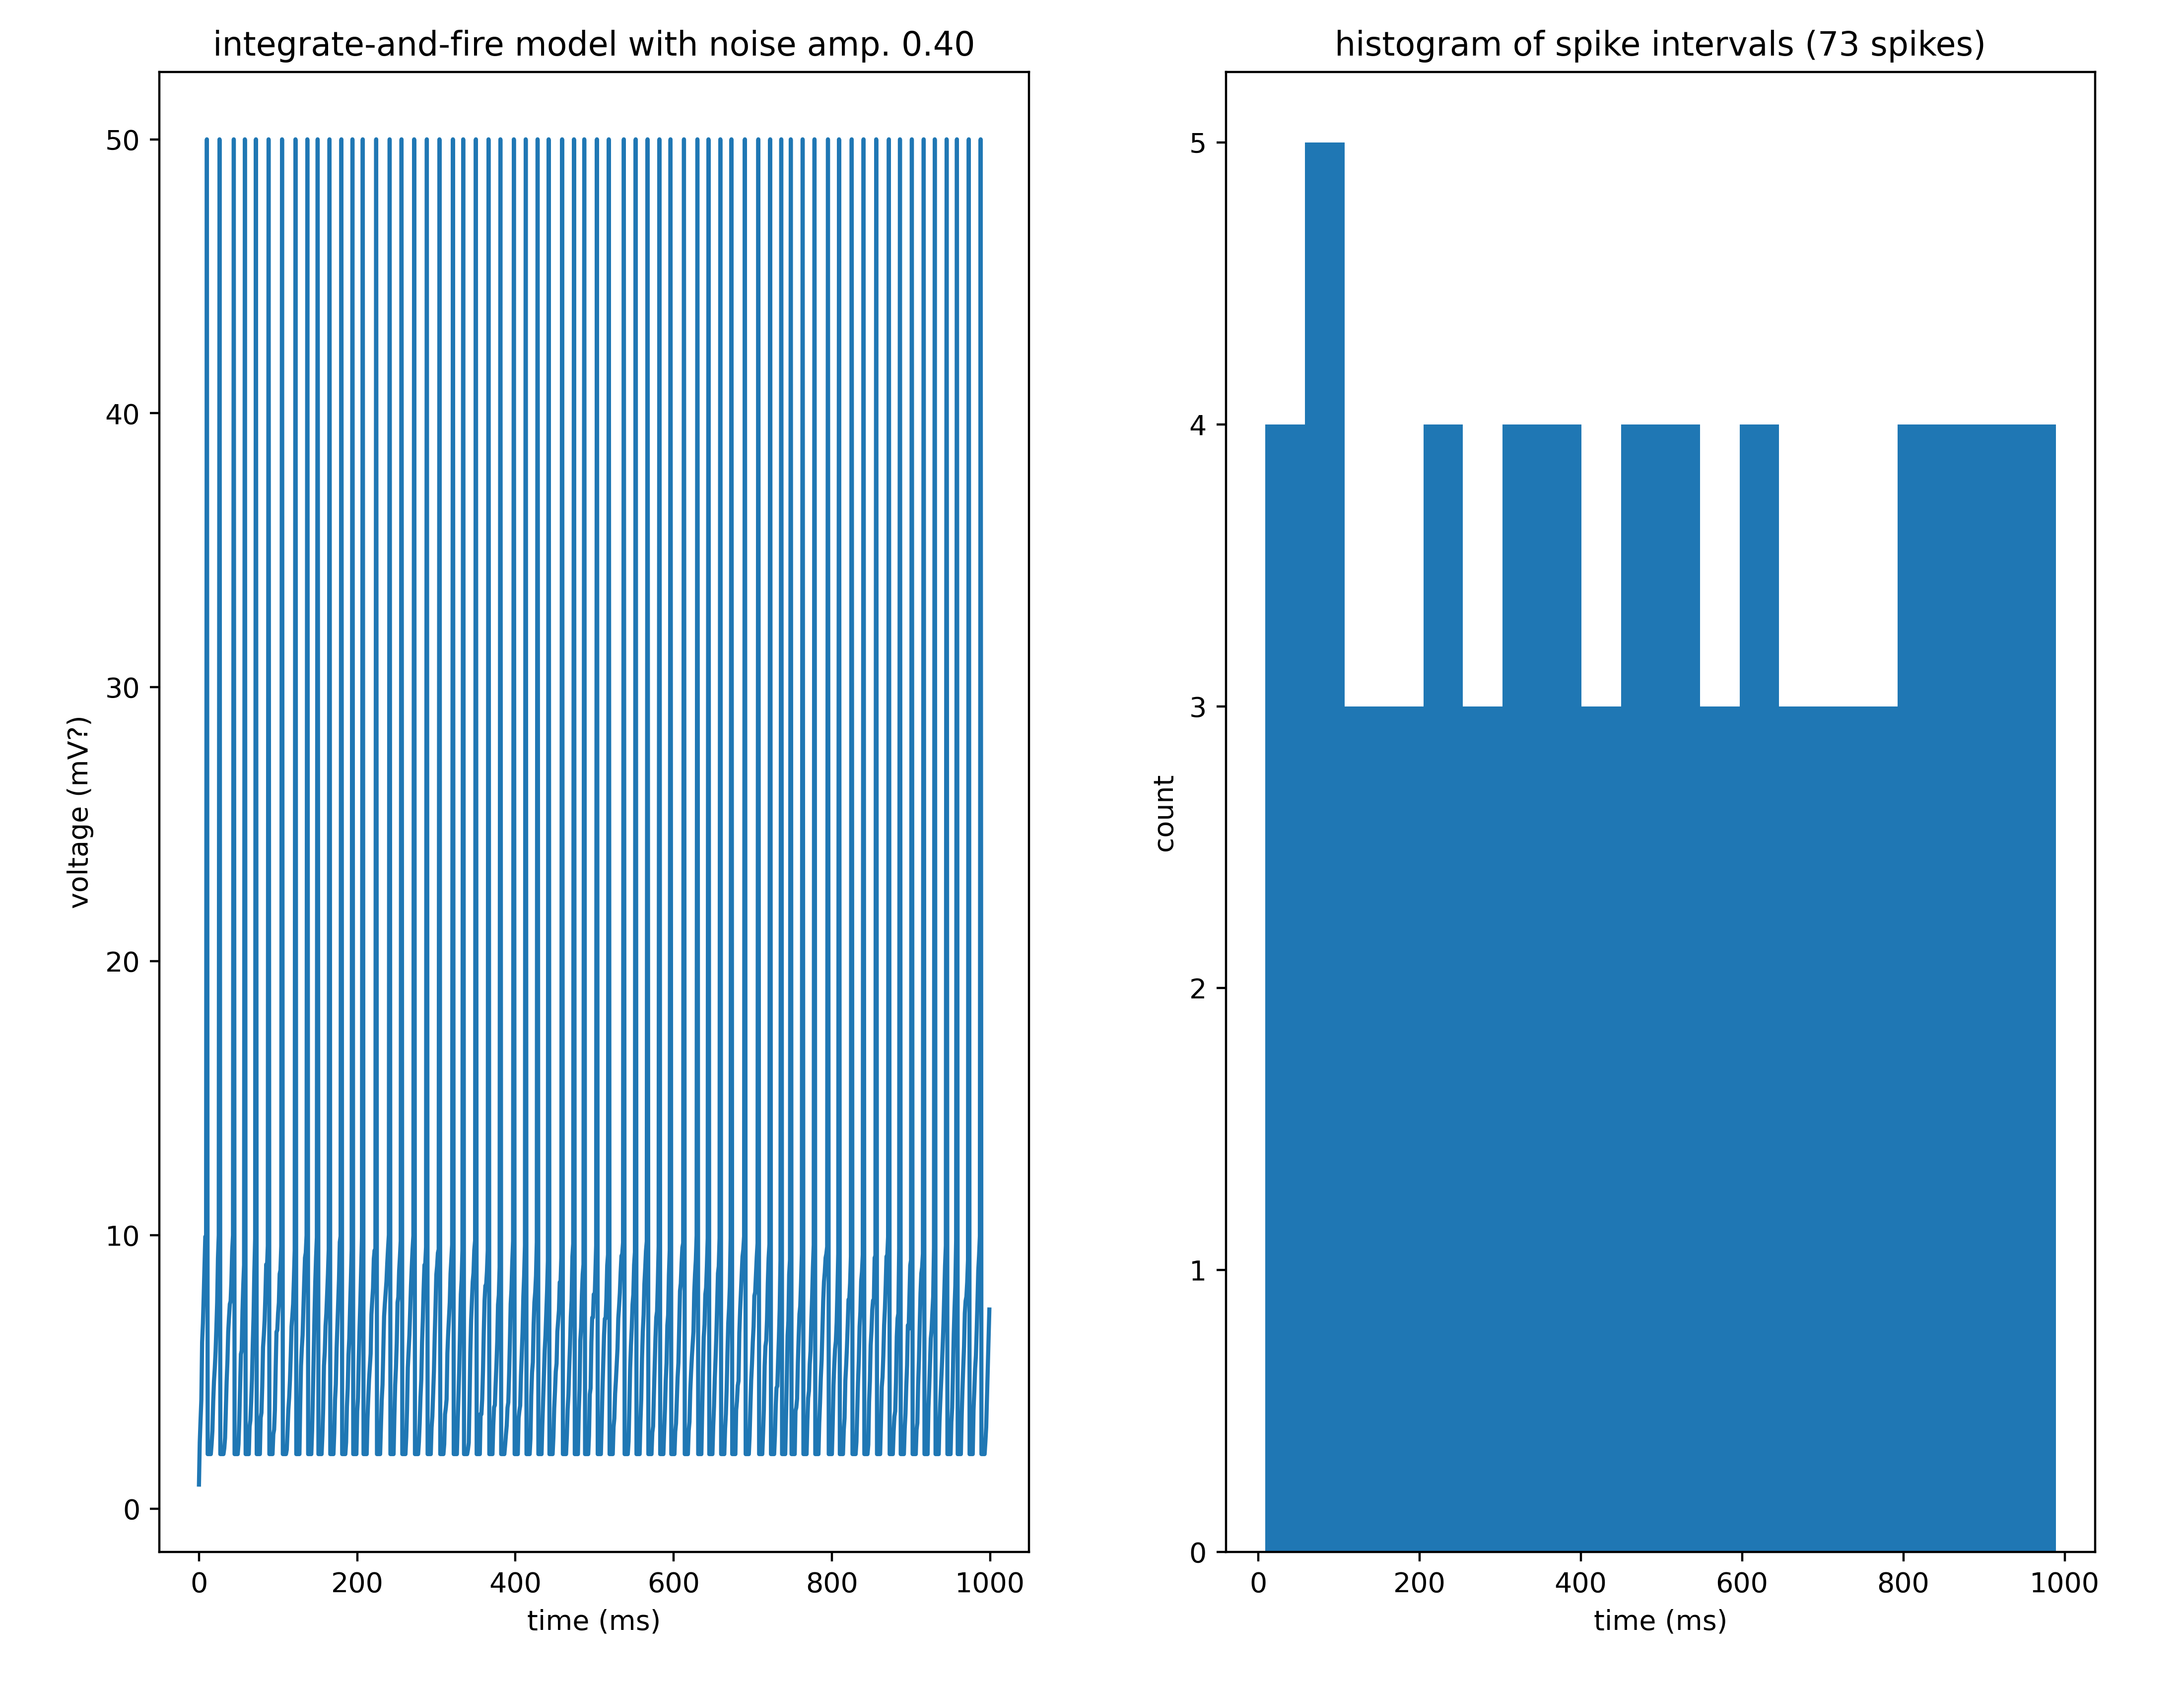 integrate-and-fire model with noise amp. 0.40
50
40
30
20
10
0
voltage (mV?)
0 200 400 600 800 1000
time (ms)
histogram of spike intervals (73 spikes)
5
4
3
2
1
0
count
0 200 400 600 800 1000
time (ms)